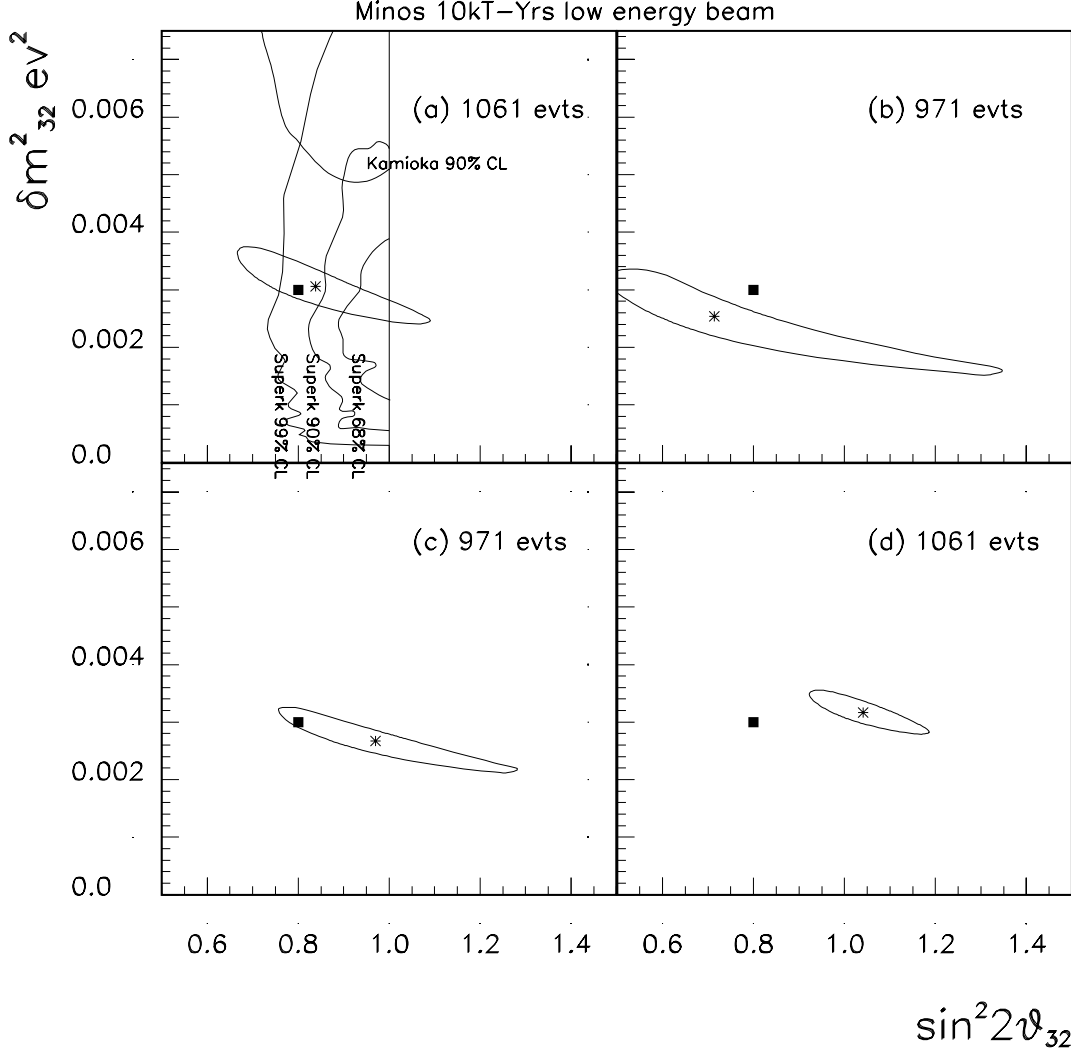 Minos 10kT-Yrs low energy beam
δm²₃₂ ev²
0.006
0.004
0.002
0.0
(a) 1061 evts
Kamioka 90% CL
Superk 99% CL
Superk 90% CL
Superk 68% CL
(b) 971 evts
0.006
0.004
0.002
0.0
(c) 971 evts
(d) 1061 evts
0.6 0.8 1.0 1.2 1.4 0.6 0.8 1.0 1.2 1.4
sin²2ϑ₃₂